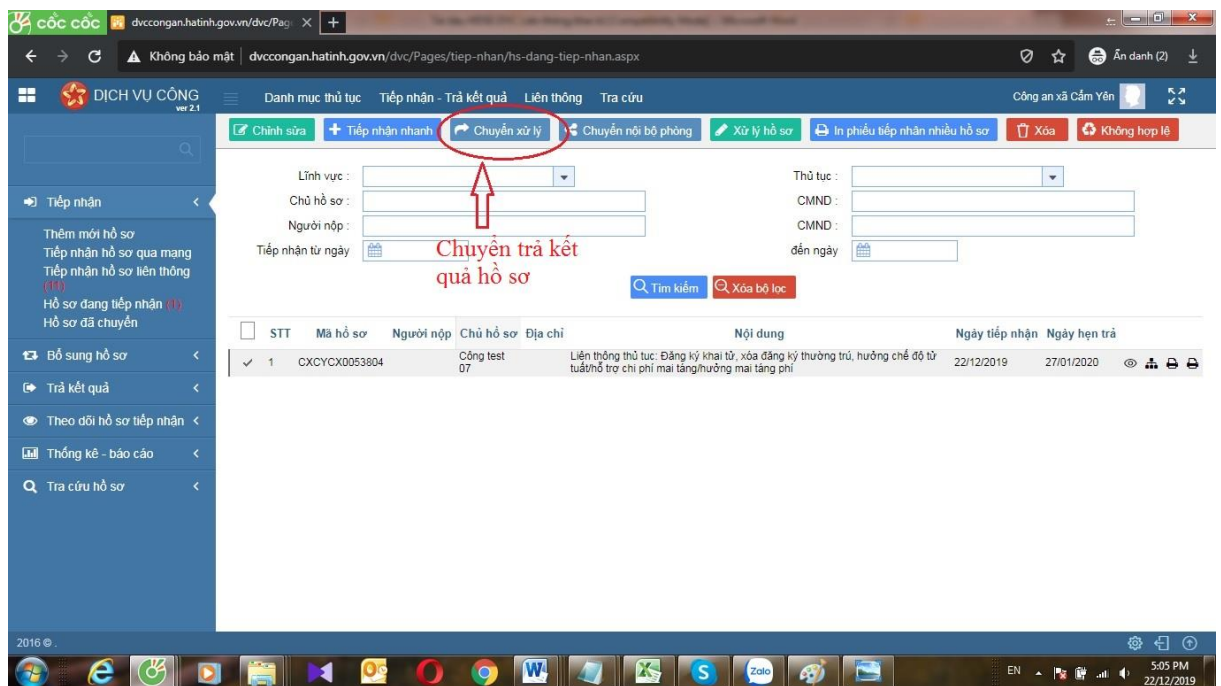 cốc cốc dvccongan.hatinh.gov.vn/dvc/Pag
Không bảo mật | dvccongan.hatinh.gov.vn/dvc/Pages/tiep-nhan/hs-dang-tiep-nhan.aspx Ẩn danh (2)
DỊCH VỤ CÔNG Danh mục thủ tục Tiếp nhận - Trả kết quả Liên thông Tra cứu Công an xã Cẩm Yên
ver 2.1
Chỉnh sửa Tiếp nhận nhanh Chuyển xử lý Chuyển nội bộ phòng Xử lý hồ sơ In phiếu tiếp nhận nhiều hồ sơ Xóa Không hợp lệ
Lĩnh vực : Thủ tục :
Chủ hồ sơ : CMND :
Người nộp : CMND :
Tiếp nhận từ ngày đến ngày
Chuyển trả kết
quả hồ sơ
Tìm kiếm Xóa bộ lọc
Tiếp nhận
Thêm mới hồ sơ
Tiếp nhận hồ sơ qua mạng
Tiếp nhận hồ sơ liên thông
(11)
Hồ sơ đang tiếp nhận (1)
Hồ sơ đã chuyển
Bổ sung hồ sơ
Trả kết quả
Theo dõi hồ sơ tiếp nhận
Thống kê - báo cáo
Tra cứu hồ sơ
STT Mã hồ sơ Người nộp Chủ hồ sơ Địa chỉ Nội dung Ngày tiếp nhận Ngày hẹn trả
1 CXCYCX0053804 Công test 07 Liên thông thủ tục: Đăng ký khai tử, xóa đăng ký thường trú, hưởng chế độ tử 22/12/2019 27/01/2020
tuất/hỗ trợ chi phí mai táng/hưởng mai táng phí
2016 © .
EN 5:05 PM
22/12/2019
Zalo